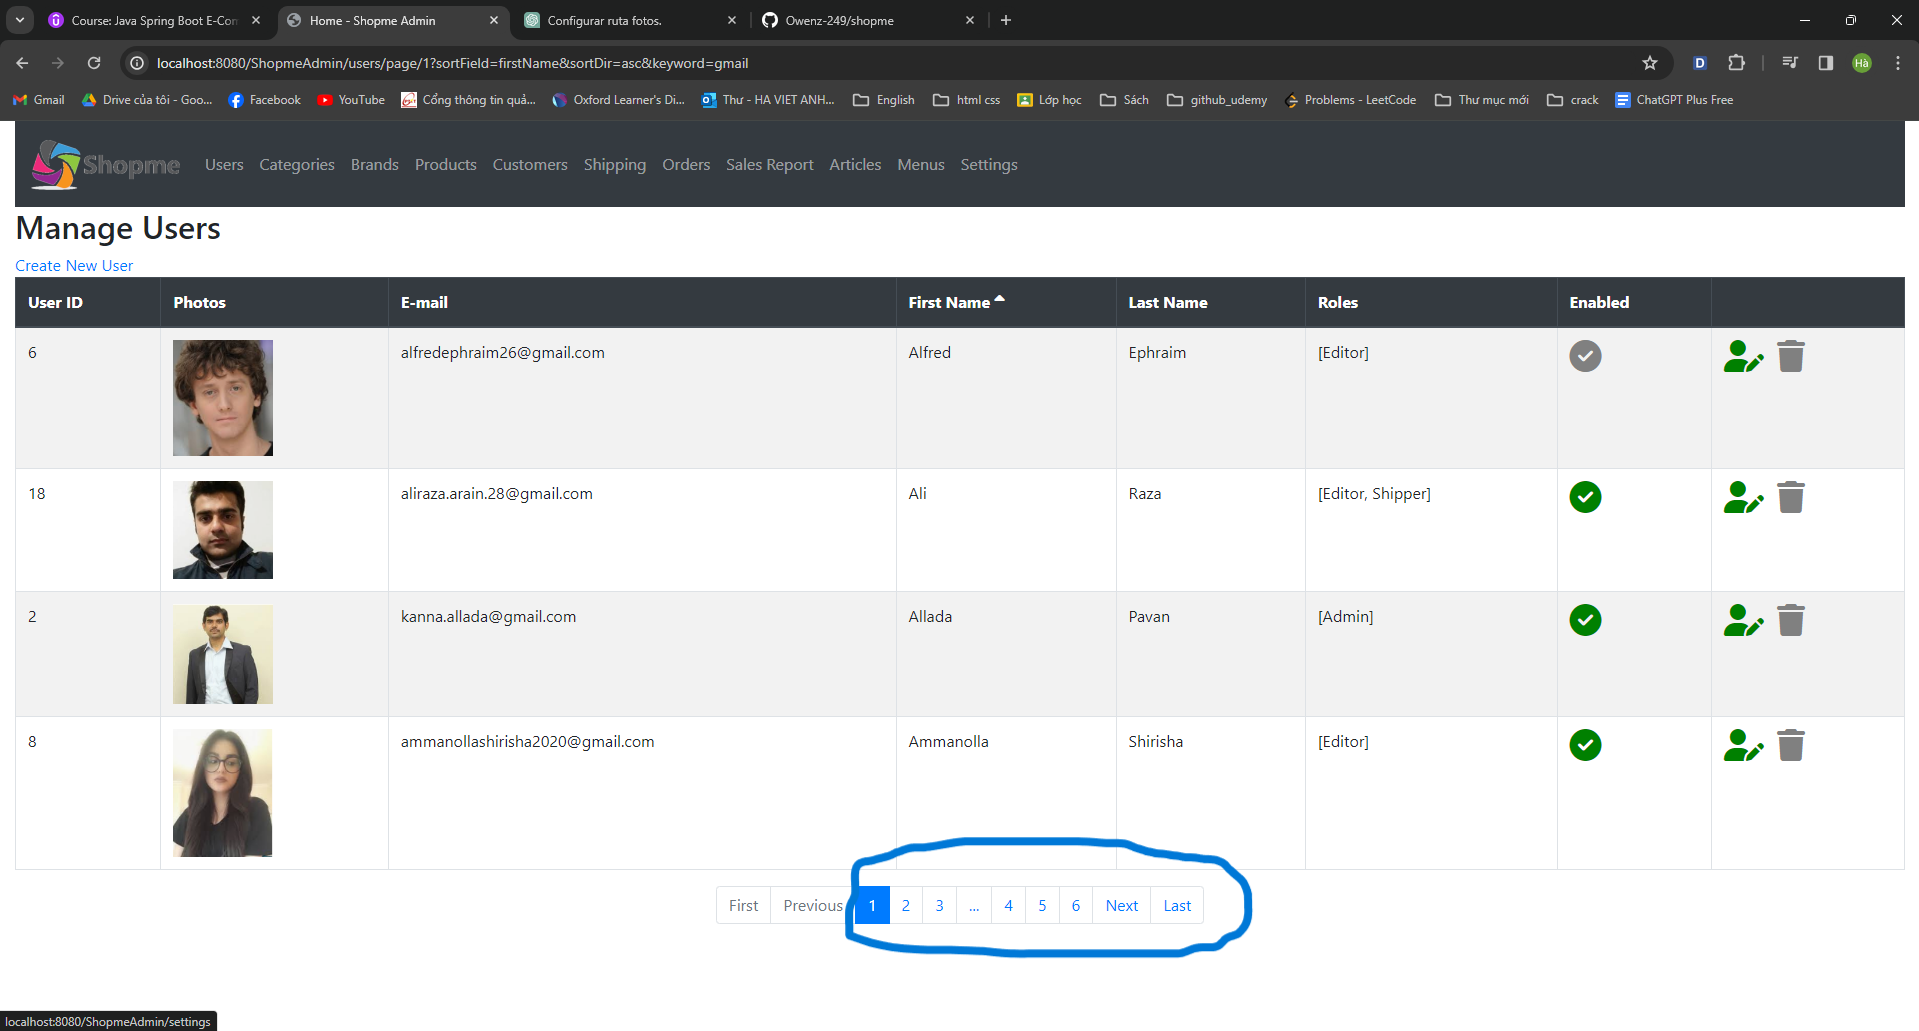 Course: Java Spring Boot E-Con
Home - Shopme Admin
Configurar ruta fotos.
Owenz-249/shopme
localhost:8080/ShopmeAdmin/users/page/1?sortField=firstName&sortDir=asc&keyword=gmail
D
Hà
Gmail
Drive của tôi - Goo...
Facebook
YouTube
Cổng thông tin quả...
Oxford Learner's Di...
Thư - HA VIET ANH...
English
html css
Lớp học
Sách
github_udemy
Problems - LeetCode
Thư mục mới
crack
ChatGPT Plus Free
Shopme Users Categories Brands Products Customers Shipping Orders Sales Report Articles Menus Settings
Manage Users
Create New User
User ID Photos E-mail First Name Last Name Roles Enabled
6 alfredephraim26@gmail.com Alfred Ephraim [Editor]
18 aliraza.arain.28@gmail.com Ali Raza [Editor, Shipper]
2 kanna.allada@gmail.com Allada Pavan [Admin]
8 ammanollashirisha2020@gmail.com Ammanolla Shirisha [Editor]
First Previous 1 2 3 ... 4 5 6 Next Last
localhost:8080/ShopmeAdmin/settings